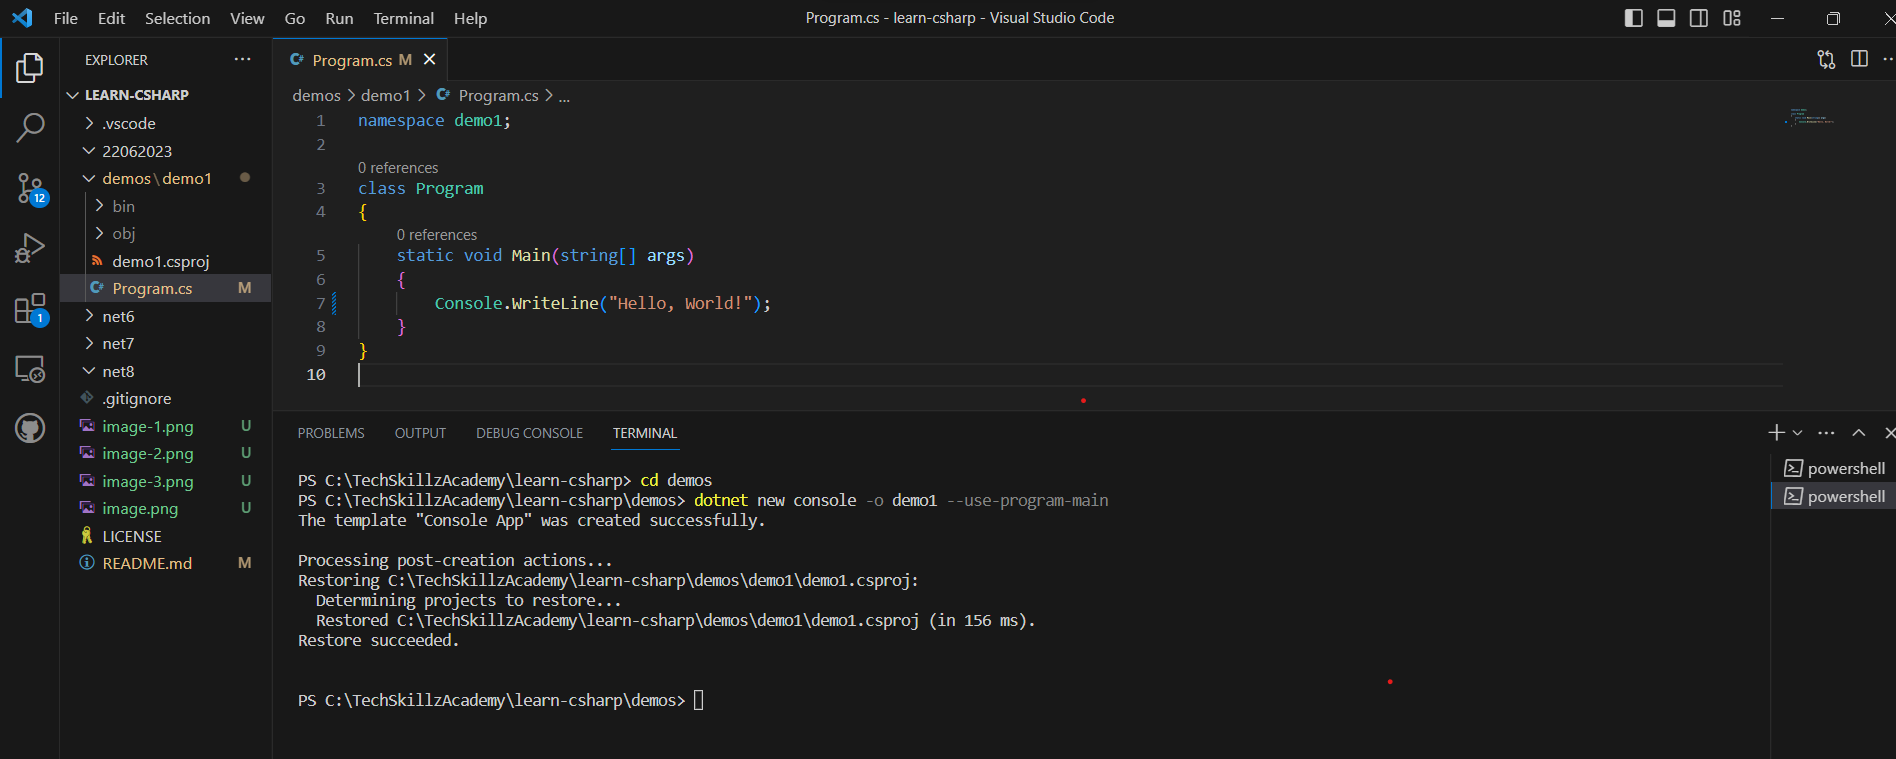 File Edit Selection View Go Run Terminal Help
Program.cs - learn-csharp - Visual Studio Code
EXPLORER
LEARN-CSHARP
.vscode
22062023
demos\demo1
bin
obj
demo1.csproj
Program.cs M
net6
net7
net8
.gitignore
image-1.png U
image-2.png U
image-3.png U
image.png U
LICENSE
README.md M
12
1
Program.cs M
demos > demo1 > Program.cs > ...
1 namespace demo1;
2
0 references
3 class Program
4 {
0 references
5 static void Main(string[] args)
6 {
7 Console.WriteLine("Hello, World!");
8 }
9 }
10
PROBLEMS OUTPUT DEBUG CONSOLE TERMINAL
PS C:\TechSkillzAcademy\learn-csharp> cd demos
PS C:\TechSkillzAcademy\learn-csharp\demos> dotnet new console -o demo1 --use-program-main
The template "Console App" was created successfully.
Processing post-creation actions...
Restoring C:\TechSkillzAcademy\learn-csharp\demos\demo1\demo1.csproj:
Determining projects to restore...
Restored C:\TechSkillzAcademy\learn-csharp\demos\demo1\demo1.csproj (in 156 ms).
Restore succeeded.
PS C:\TechSkillzAcademy\learn-csharp\demos>
powershell
powershell